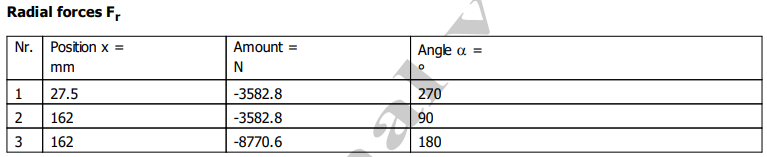 Radial forces Fr
Nr. Position x = Amount = Angle α =
mm N °
1 27.5 -3582.8 270
2 162 -3582.8 90
3 162 -8770.6 180